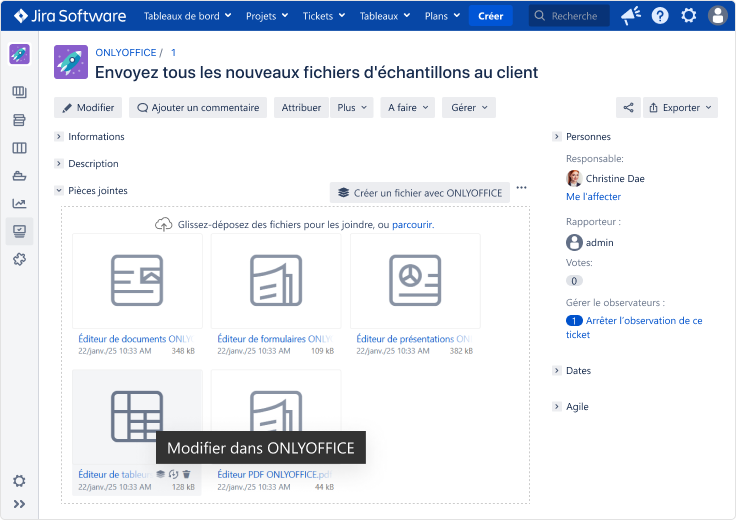 Jira Software Tableaux de bord Projets Tickets Tableaux Plans Créer Recherche
ONLYOFFICE / 1
Envoyez tous les nouveaux fichiers d'échantillons au client
Modifier Ajouter un commentaire Attribuer Plus A faire Gérer Exporter
Informations
Description
Pièces jointes
Créer un fichier avec ONLYOFFICE
Glissez-déposez des fichiers pour les joindre, ou parcourir.
Éditeur de documents ONLYO
22/janv./25 10:33 AM 348 kB
Éditeur de formulaires ONLY
22/janv./25 10:33 AM 109 kB
Éditeur de présentations ONL
22/janv./25 10:33 AM 382 kB
Modifier dans ONLYOFFICE
Éditeur de tableurs
22/janv./25 10:33 AM 128 kB
Éditeur PDF ONLYOFFICE.pdf
22/janv./25 10:33 AM 44 kB
Personnes
Responsable:
Christine Dae
Me l'affecter
Rapporteur :
admin
Votes:
0
Gérer le observateurs :
1 Arrêter l'observation de ce
ticket
Dates
Agile